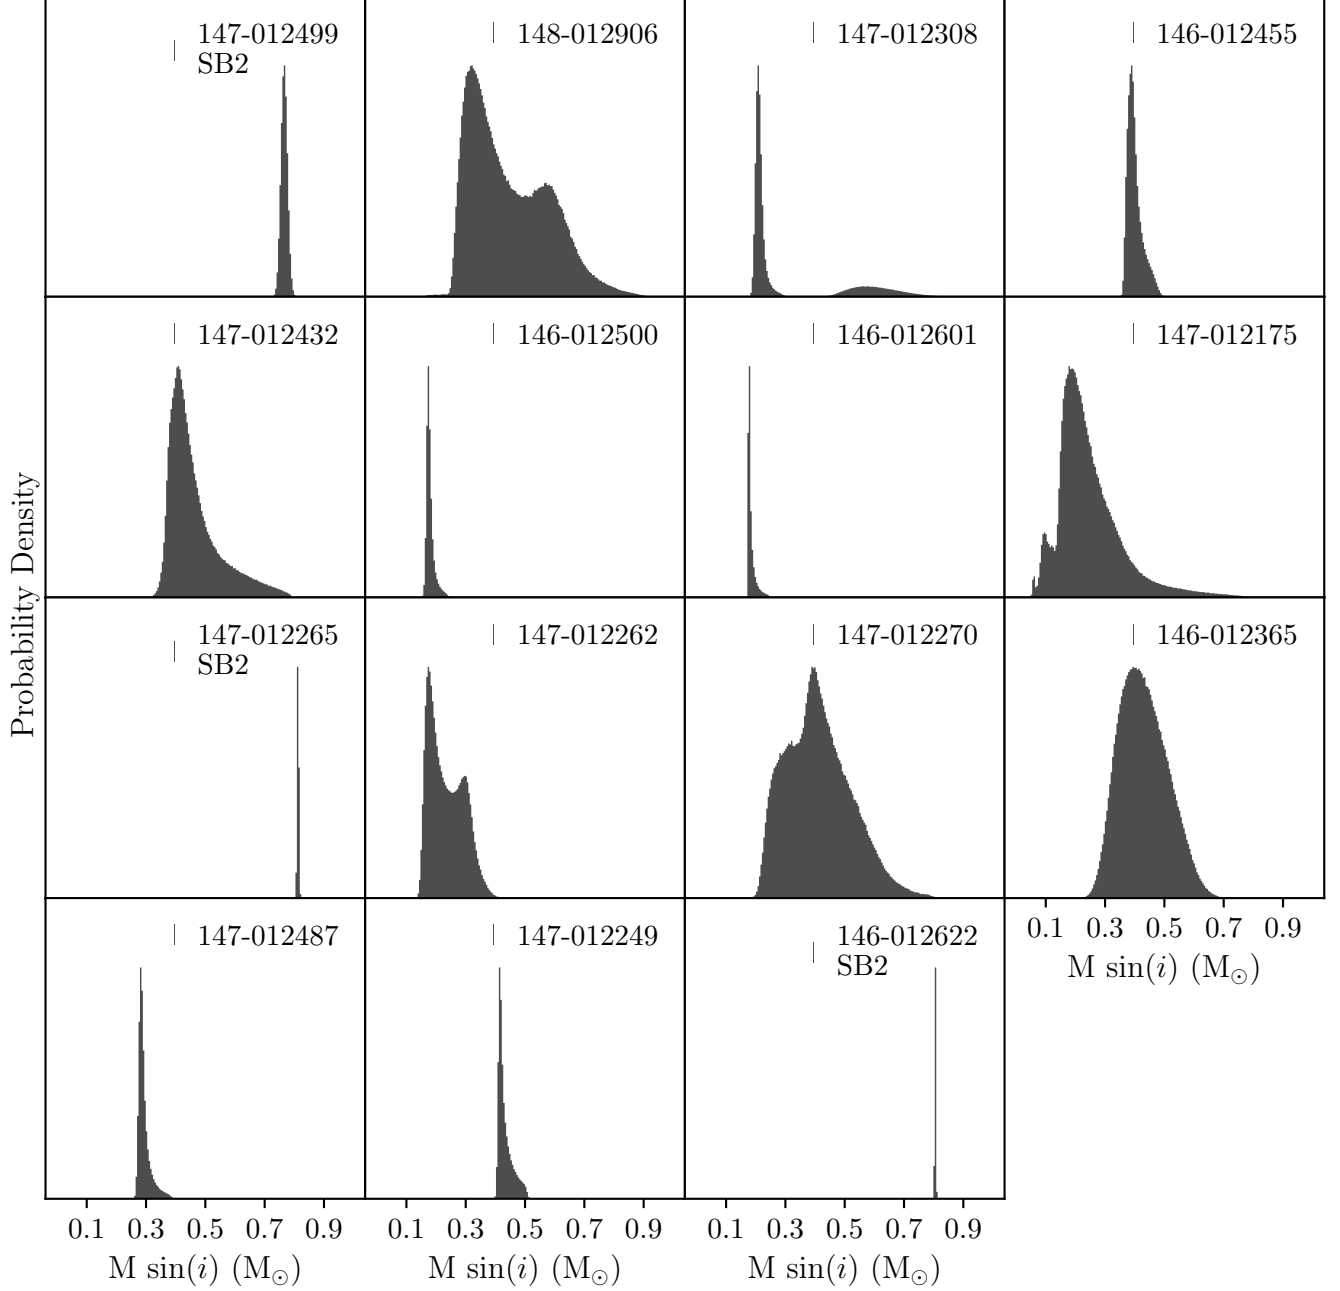 147-012499
SB2
148-012906
147-012308
146-012455
147-012432
146-012500
146-012601
147-012175
Probability Density
147-012265
SB2
147-012262
147-012270
146-012365
0.1 0.3 0.5 0.7 0.9
M sin(i) (M☉)
147-012487
147-012249
146-012622
SB2
0.1 0.3 0.5 0.7 0.9
0.1 0.3 0.5 0.7 0.9
0.1 0.3 0.5 0.7 0.9
M sin(i) (M☉)
M sin(i) (M☉)
M sin(i) (M☉)